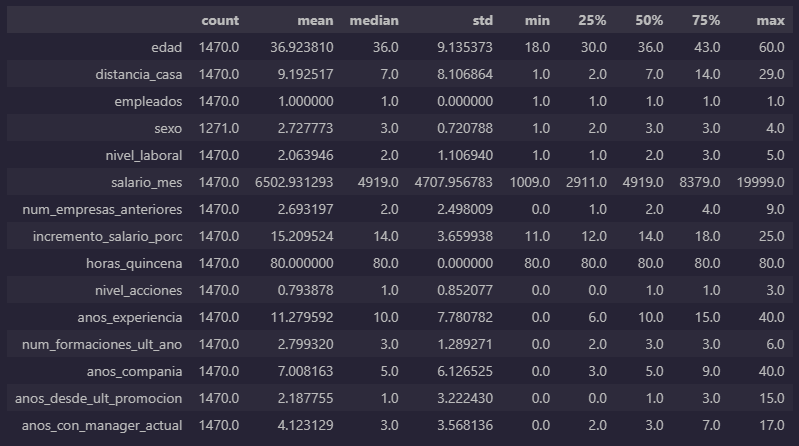 count mean median std min 25% 50% 75% max
edad 1470.0 36.923810 36.0 9.135373 18.0 30.0 36.0 43.0 60.0
distancia_casa 1470.0 9.192517 7.0 8.106864 1.0 2.0 7.0 14.0 29.0
empleados 1470.0 1.000000 1.0 0.000000 1.0 1.0 1.0 1.0 1.0
sexo 1271.0 2.727773 3.0 0.720788 1.0 2.0 3.0 3.0 4.0
nivel_laboral 1470.0 2.063946 2.0 1.106940 1.0 1.0 2.0 3.0 5.0
salario_mes 1470.0 6502.931293 4919.0 4707.956783 1009.0 2911.0 4919.0 8379.0 19999.0
num_empresas_anteriores 1470.0 2.693197 2.0 2.498009 0.0 1.0 2.0 4.0 9.0
incremento_salario_porc 1470.0 15.209524 14.0 3.659938 11.0 12.0 14.0 18.0 25.0
horas_quincena 1470.0 80.000000 80.0 0.000000 80.0 80.0 80.0 80.0 80.0
nivel_acciones 1470.0 0.793878 1.0 0.852077 0.0 0.0 1.0 1.0 3.0
anos_experiencia 1470.0 11.279592 10.0 7.780782 0.0 6.0 10.0 15.0 40.0
num_formaciones_ult_ano 1470.0 2.799320 3.0 1.289271 0.0 2.0 3.0 3.0 6.0
anos_compania 1470.0 7.008163 5.0 6.126525 0.0 3.0 5.0 9.0 40.0
anos_desde_ult_promocion 1470.0 2.187755 1.0 3.222430 0.0 0.0 1.0 3.0 15.0
anos_con_manager_actual 1470.0 4.123129 3.0 3.568136 0.0 2.0 3.0 7.0 17.0